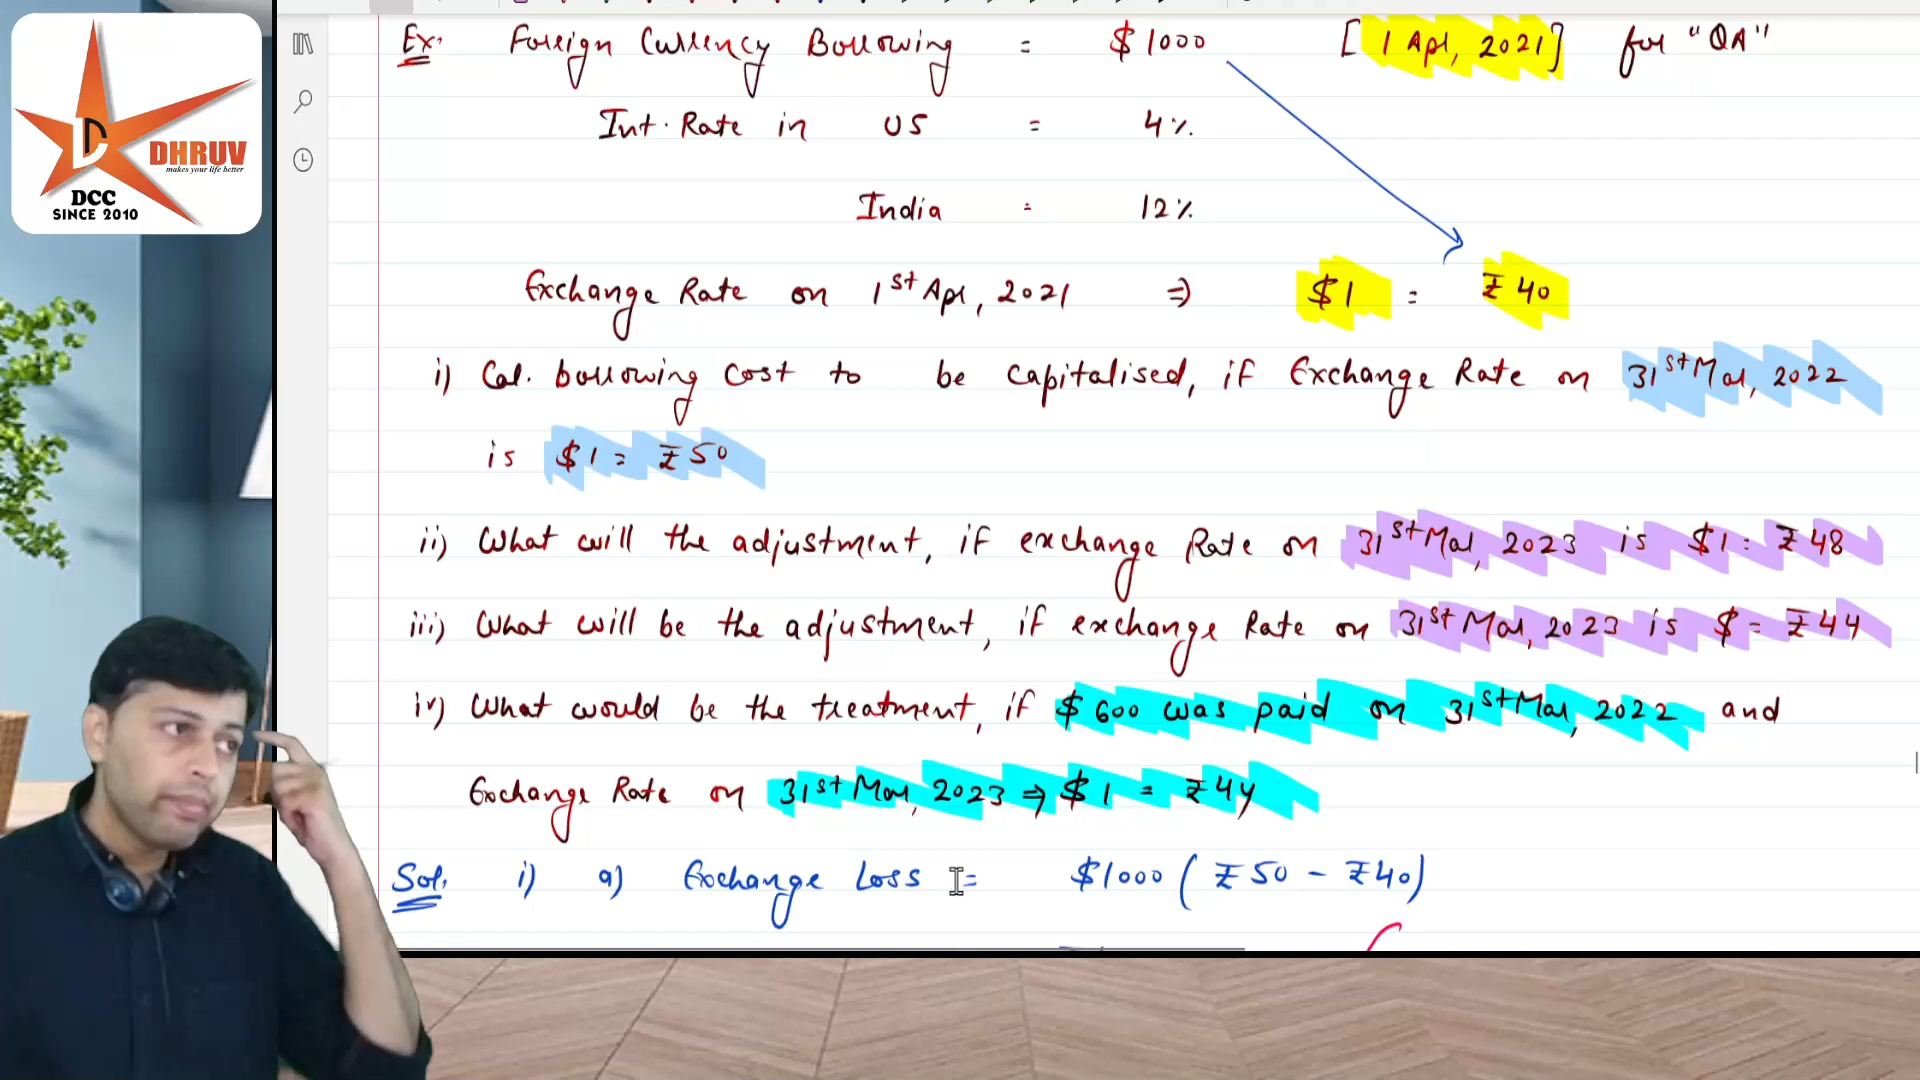 DC
DHRUV
makes your life better
DCC
SINCE 2010
Ex: Foreign Currency Borrowing = $ 1000 [1 Apr, 2021] for "QA"
Int. Rate in US = 4%
India = 12%
Exchange Rate on 1st Apr, 2021 ⇒ $1 = ₹40
i) Cal. borrowing cost to be capitalised, if Exchange Rate on 31st Mar, 2022
is $1 = ₹50
ii) What will the adjustment, if exchange Rate on 31st Mar, 2023 is $1 = ₹48
iii) What will be the adjustment, if exchange Rate on 31st Mar, 2023 is $ = ₹44
iv) What would be the treatment, if $600 was paid on 31st Mar, 2022 and
Exchange Rate on 31st Mar, 2023 ⇒ $1 = ₹44
Sol. i) a) Exchange Loss = $1000 (₹50 - ₹40)